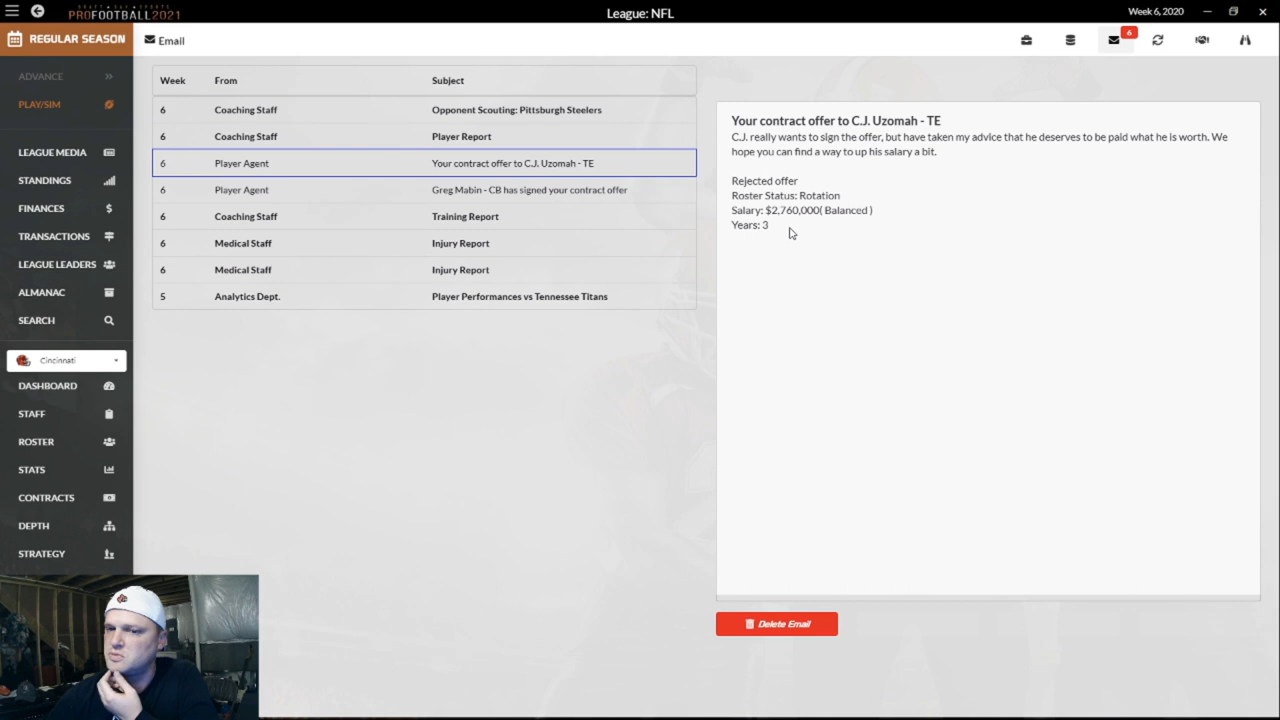 DRAFT DAY SPORTS
PROFOOTBALL2021
League: NFL
Week 6, 2020
REGULAR SEASON
Email
6
ADVANCE
PLAY/SIM
LEAGUE MEDIA
STANDINGS
FINANCES
$
TRANSACTIONS
LEAGUE LEADERS
ALMANAC
SEARCH
Cincinnati
DASHBOARD
STAFF
ROSTER
STATS
CONTRACTS
DEPTH
STRATEGY
Week From Subject
6 Coaching Staff Opponent Scouting: Pittsburgh Steelers
6 Coaching Staff Player Report
6 Player Agent Your contract offer to C.J. Uzomah - TE
6 Player Agent Greg Mabin - CB has signed your contract offer
6 Coaching Staff Training Report
6 Medical Staff Injury Report
6 Medical Staff Injury Report
5 Analytics Dept. Player Performances vs Tennessee Titans
Your contract offer to C.J. Uzomah - TE
C.J. really wants to sign the offer, but have taken my advice that he deserves to be paid what he is worth. We
hope you can find a way to up his salary a bit.
Rejected offer
Roster Status: Rotation
Salary: $2,760,000( Balanced )
Years: 3
Delete Email